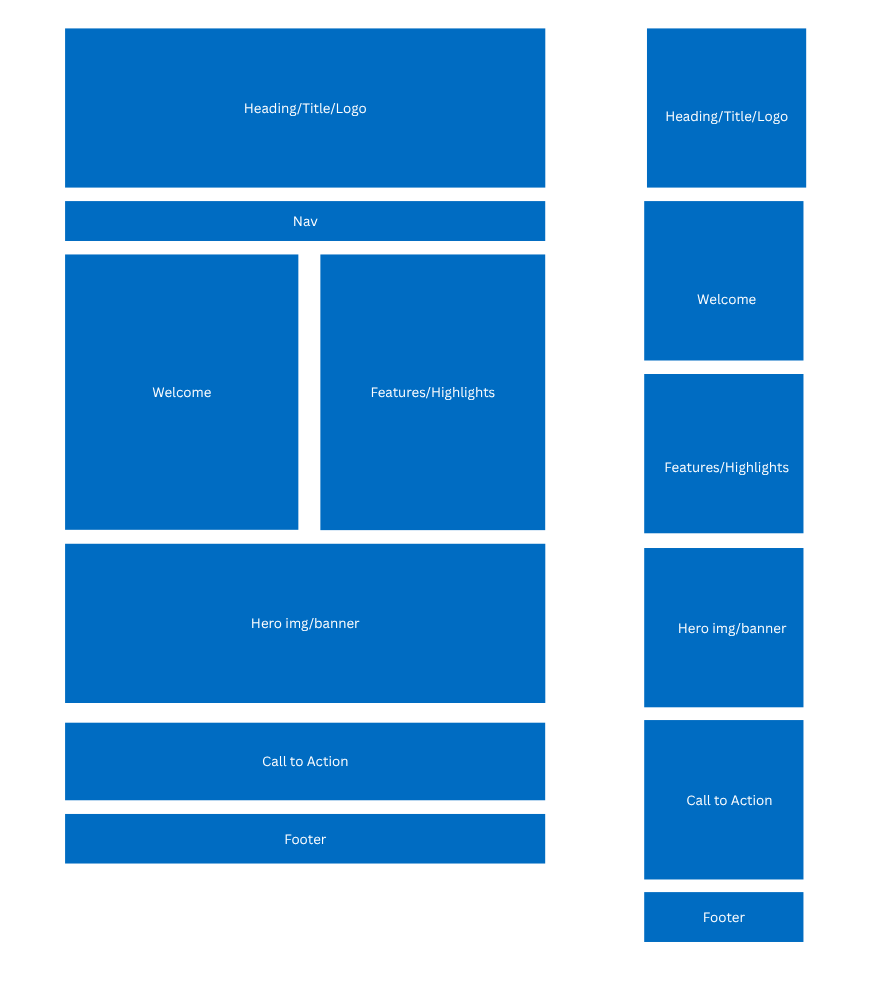 Heading/Title/Logo
Nav
Welcome
Features/Highlights
Hero img/banner
Call to Action
Footer
Heading/Title/Logo
Welcome
Features/Highlights
Hero img/banner
Call to Action
Footer